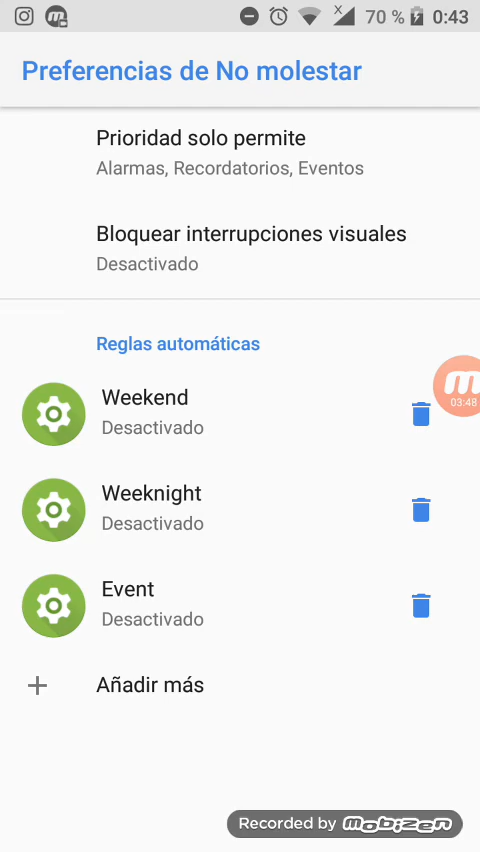 70 % 0:43
Preferencias de No molestar
Prioridad solo permite
Alarmas, Recordatorios, Eventos
Bloquear interrupciones visuales
Desactivado
Reglas automáticas
Weekend
Desactivado
03:48
Weeknight
Desactivado
Event
Desactivado
+ Añadir más
Recorded by Mobizen